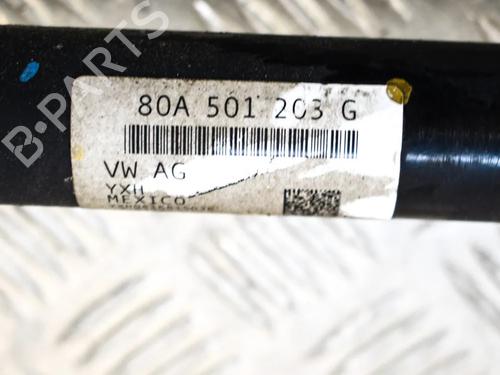 B-PARTS
80A 501 203 G
VW AG
YXH
MEXICO